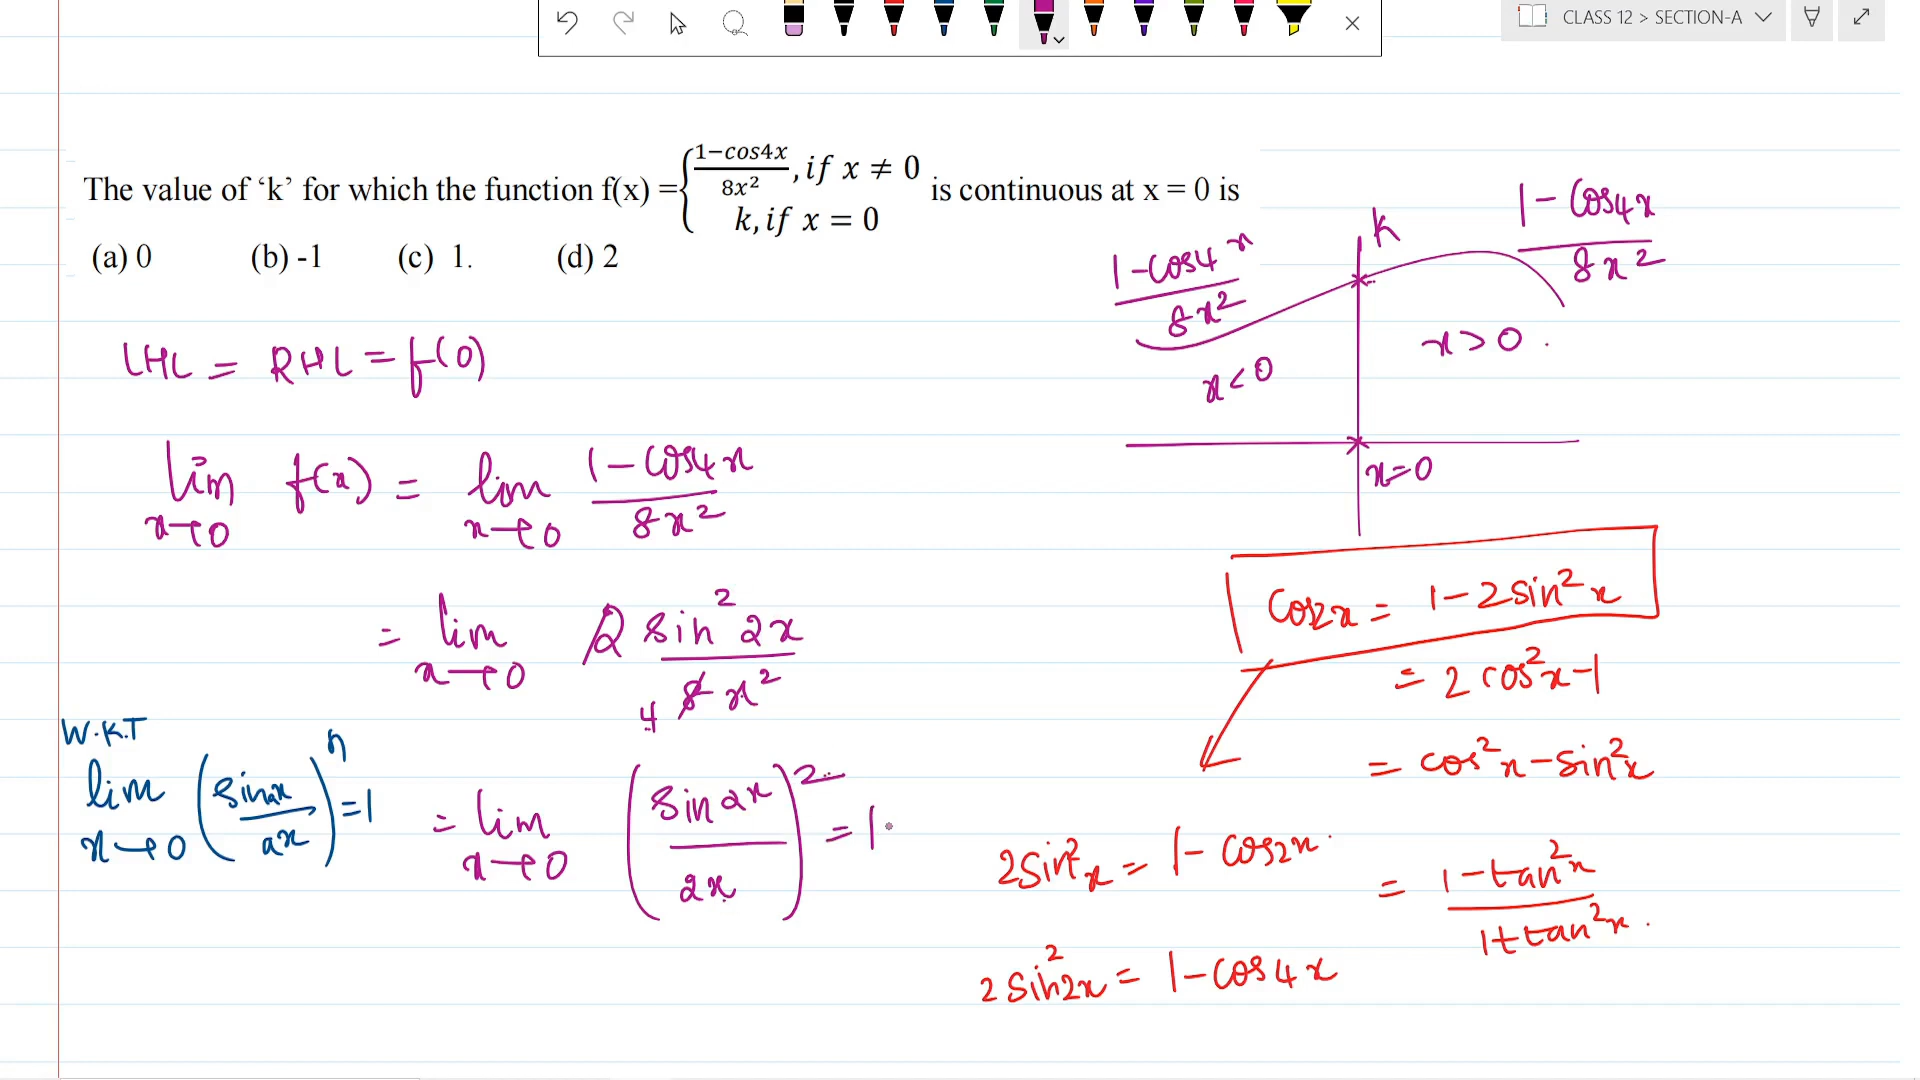 CLASS 12 > SECTION-A
The value of ‘k’ for which the function f(x) = { 1−cos4x / 8x², if x ≠ 0
k, if x = 0 is continuous at x = 0 is
(a) 0 (b) -1 (c) 1. (d) 2
LHL = RHL = f(0)
lim x→0 f(x) = lim x→0 1−cos4x / 8x²
= lim x→0 2 sin²2x / 8x²
4
W.K.T
lim x→0 (sin ax / ax)ⁿ = 1
= lim x→0 (sin2x / 2x)² = 1
k
1−cos4x / 8x²
x<0
1−cos4x / 8x²
x>0.
x=0
cos2x = 1−2sin²x
= 2cos²x−1
= cos²x−sin²x
= 1−tan²x / 1+tan²x.
2sin²x = 1−cos2x.
2sin²2x = 1−cos4x